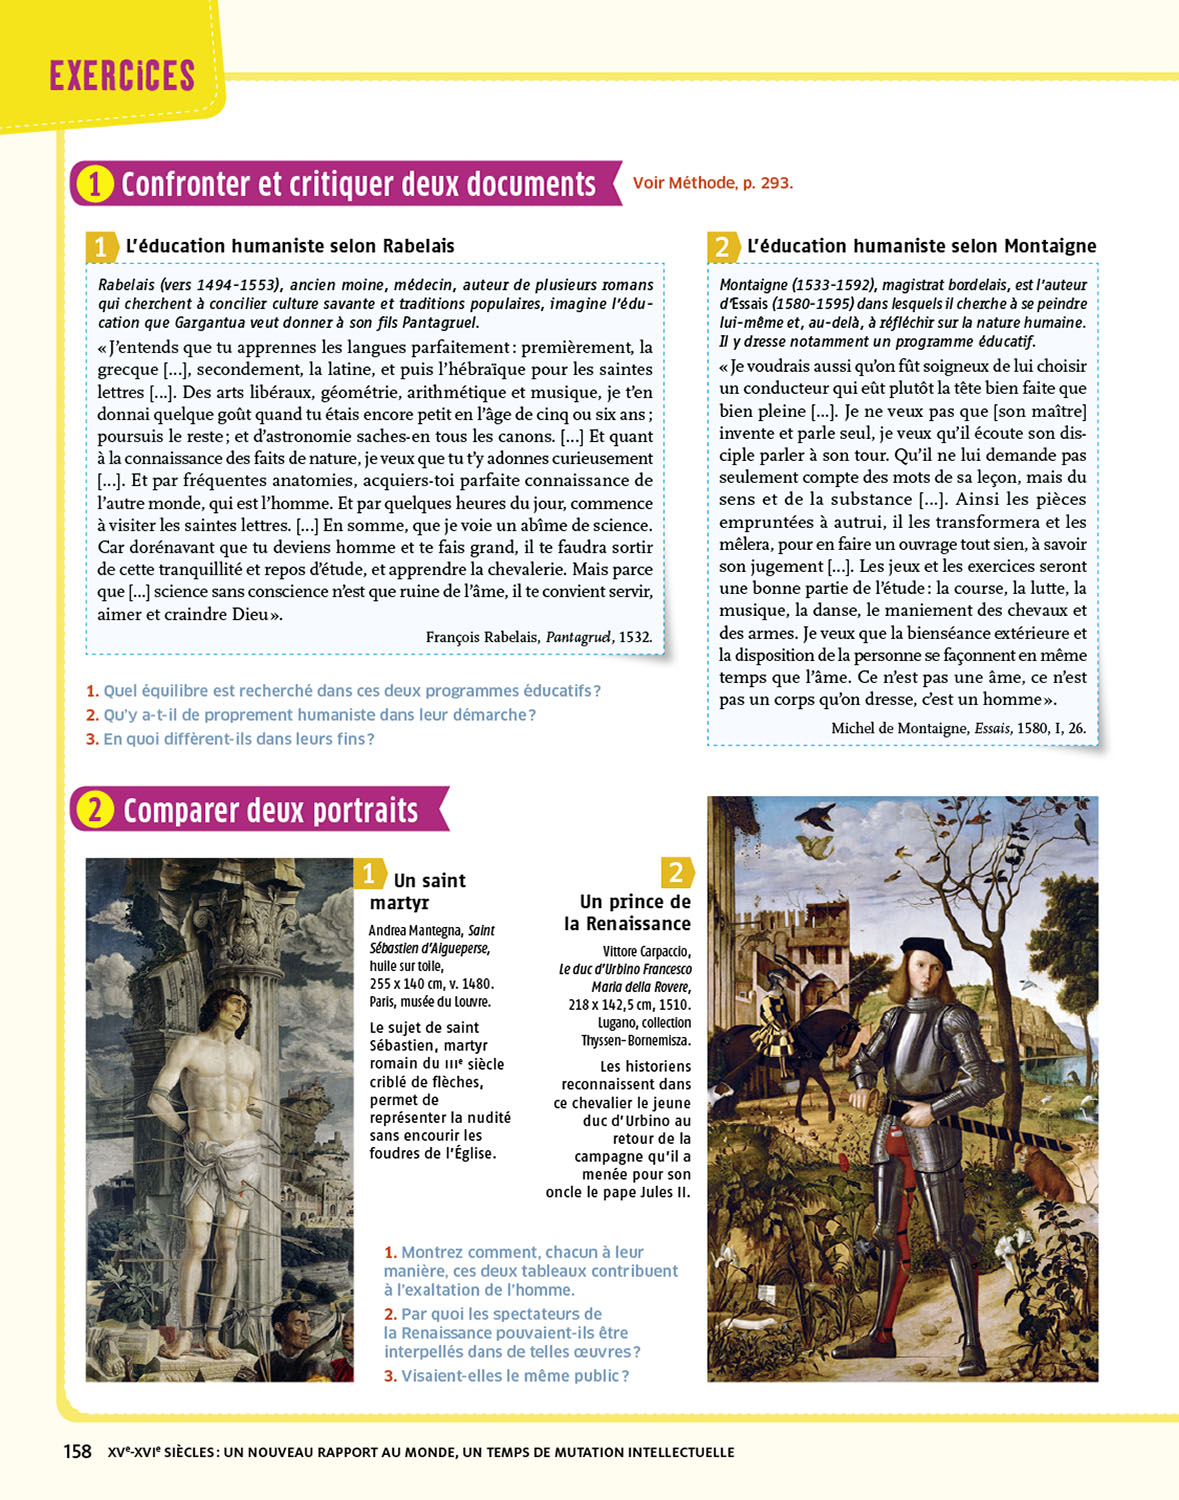 EXERCiCES
1 Confronter et critiquer deux documents
Voir Méthode, p. 293.
1 L'éducation humaniste selon Rabelais
Rabelais (vers 1494-1553), ancien moine, médecin, auteur de plusieurs romans
qui cherchent à concilier culture savante et traditions populaires, imagine l'édu-
cation que Gargantua veut donner à son fils Pantagruel.
« J'entends que tu apprennes les langues parfaitement : premièrement, la
grecque [...], secondement, la latine, et puis l'hébraïque pour les saintes
lettres [...]. Des arts libéraux, géométrie, arithmétique et musique, je t'en
donnai quelque goût quand tu étais encore petit en l'âge de cinq ou six ans ;
poursuis le reste ; et d'astronomie saches-en tous les canons. [...] Et quant
à la connaissance des faits de nature, je veux que tu t'y adonnes curieusement
[...]. Et par fréquentes anatomies, acquiers-toi parfaite connaissance de
l'autre monde, qui est l'homme. Et par quelques heures du jour, commence
à visiter les saintes lettres. [...] En somme, que je voie un abîme de science.
Car dorénavant que tu deviens homme et te fais grand, il te faudra sortir
de cette tranquillité et repos d'étude, et apprendre la chevalerie. Mais parce
que [...] science sans conscience n'est que ruine de l'âme, il te convient servir,
aimer et craindre Dieu ».
François Rabelais, Pantagruel, 1532.
1. Quel équilibre est recherché dans ces deux programmes éducatifs ?
2. Qu'y a-t-il de proprement humaniste dans leur démarche ?
3. En quoi diffèrent-ils dans leurs fins ?
2 L'éducation humaniste selon Montaigne
Montaigne (1533-1592), magistrat bordelais, est l'auteur
d'Essais (1580-1595) dans lesquels il cherche à se peindre
lui-même et, au-delà, à réfléchir sur la nature humaine.
Il y dresse notamment un programme éducatif.
« Je voudrais aussi qu'on fût soigneux de lui choisir
un conducteur qui eût plutôt la tête bien faite que
bien pleine [...]. Je ne veux pas que [son maître]
invente et parle seul, je veux qu'il écoute son dis-
ciple parler à son tour. Qu'il ne lui demande pas
seulement compte des mots de sa leçon, mais du
sens et de la substance [...]. Ainsi les pièces
empruntées à autrui, il les transformera et les
mêlera, pour en faire un ouvrage tout sien, à savoir
son jugement [...]. Les jeux et les exercices seront
une bonne partie de l'étude : la course, la lutte, la
musique, la danse, le maniement des chevaux et
des armes. Je veux que la bienséance extérieure et
la disposition de la personne se façonnent en même
temps que l'âme. Ce n'est pas une âme, ce n'est
pas un corps qu'on dresse, c'est un homme ».
Michel de Montaigne, Essais, 1580, I, 26.
2 Comparer deux portraits
1 Un saint
martyr
Andrea Mantegna, Saint
Sébastien d'Aigueperse,
huile sur toile,
255 x 140 cm, v. 1480.
Paris, musée du Louvre.
Le sujet de saint
Sébastien, martyr
romain du IIIe siècle
criblé de flèches,
permet de
représenter la nudité
sans encourir les
foudres de l'Église.
2
Un prince de
la Renaissance
Vittore Carpaccio,
Le duc d'Urbino Francesco
Maria della Rovere,
218 x 142,5 cm, 1510.
Lugano, collection
Thyssen-Bornemisza.
Les historiens
reconnaissent dans
ce chevalier le jeune
duc d'Urbino au
retour de la
campagne qu'il a
menée pour son
oncle le pape Jules II.
1. Montrez comment, chacun à leur
manière, ces deux tableaux contribuent
à l'exaltation de l'homme.
2. Par quoi les spectateurs de
la Renaissance pouvaient-ils être
interpellés dans de telles œuvres ?
3. Visaient-elles le même public ?
158 XVe-XVIe SIÈCLES : UN NOUVEAU RAPPORT AU MONDE, UN TEMPS DE MUTATION INTELLECTUELLE